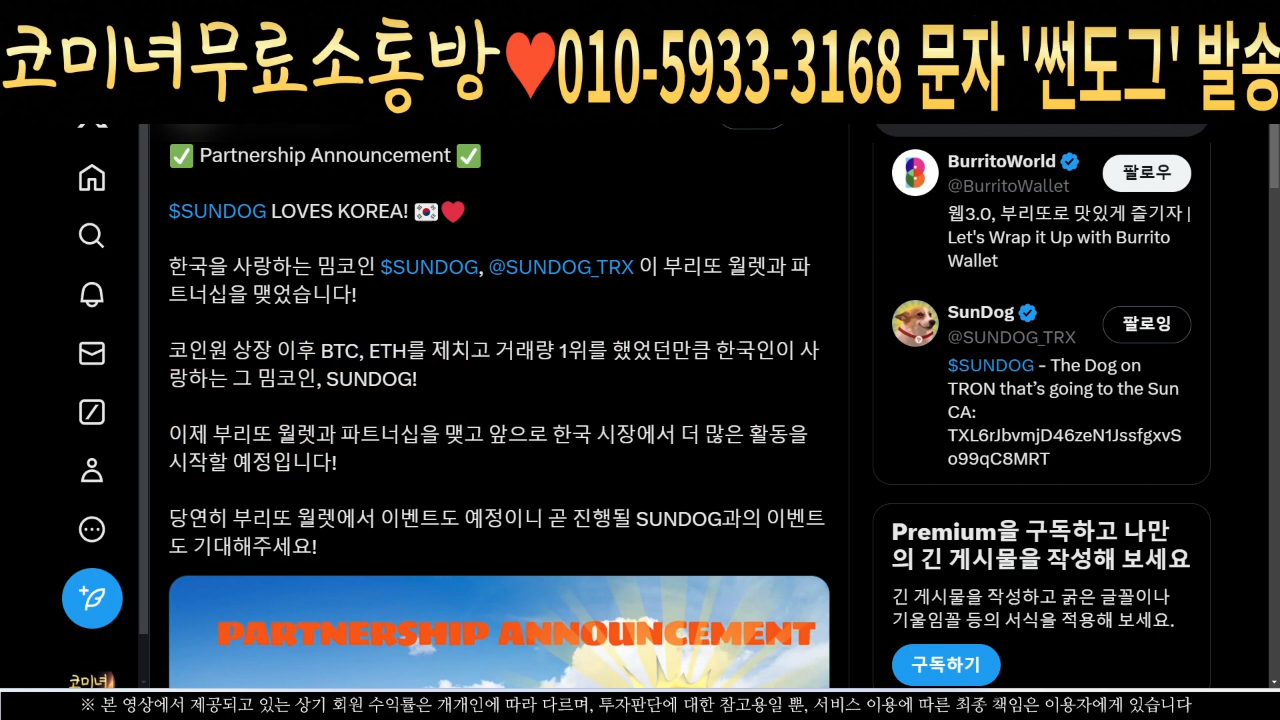 코미녀무료소통방♥010-5933-3168 문자 '썬도그' 발송
✅ Partnership Announcement ✅
$SUNDOG LOVES KOREA! 🇰🇷❤️
한국을 사랑하는 밈코인 $SUNDOG, @SUNDOG_TRX 이 부리또 월렛과 파
트너십을 맺었습니다!
코인원 상장 이후 BTC, ETH를 제치고 거래량 1위를 했었던만큼 한국인이 사
랑하는 그 밈코인, SUNDOG!
이제 부리또 월렛과 파트너십을 맺고 앞으로 한국 시장에서 더 많은 활동을
시작할 예정입니다!
당연히 부리또 월렛에서 이벤트도 예정이니 곧 진행될 SUNDOG과의 이벤트
도 기대해주세요!
PARTNERSHIP ANNOUNCEMENT
BurritoWorld
@BurritoWallet
팔로우
웹3.0, 부리또로 맛있게 즐기자 |
Let's Wrap it Up with Burrito
Wallet
SunDog
@SUNDOG_TRX
팔로잉
$SUNDOG - The Dog on
TRON that’s going to the Sun
CA:
TXL6rJbvmjD46zeN1JssfgxvS
o99qC8MRT
Premium을 구독하고 나만
의 긴 게시물을 작성해 보세요
긴 게시물을 작성하고 굵은 글꼴이나
기울임꼴 등의 서식을 적용해 보세요.
구독하기
코미녀
※ 본 영상에서 제공되고 있는 상기 회원 수익률은 개개인에 따라 다르며, 투자판단에 대한 참고용일 뿐, 서비스 이용에 따른 최종 책임은 이용자에게 있습니다